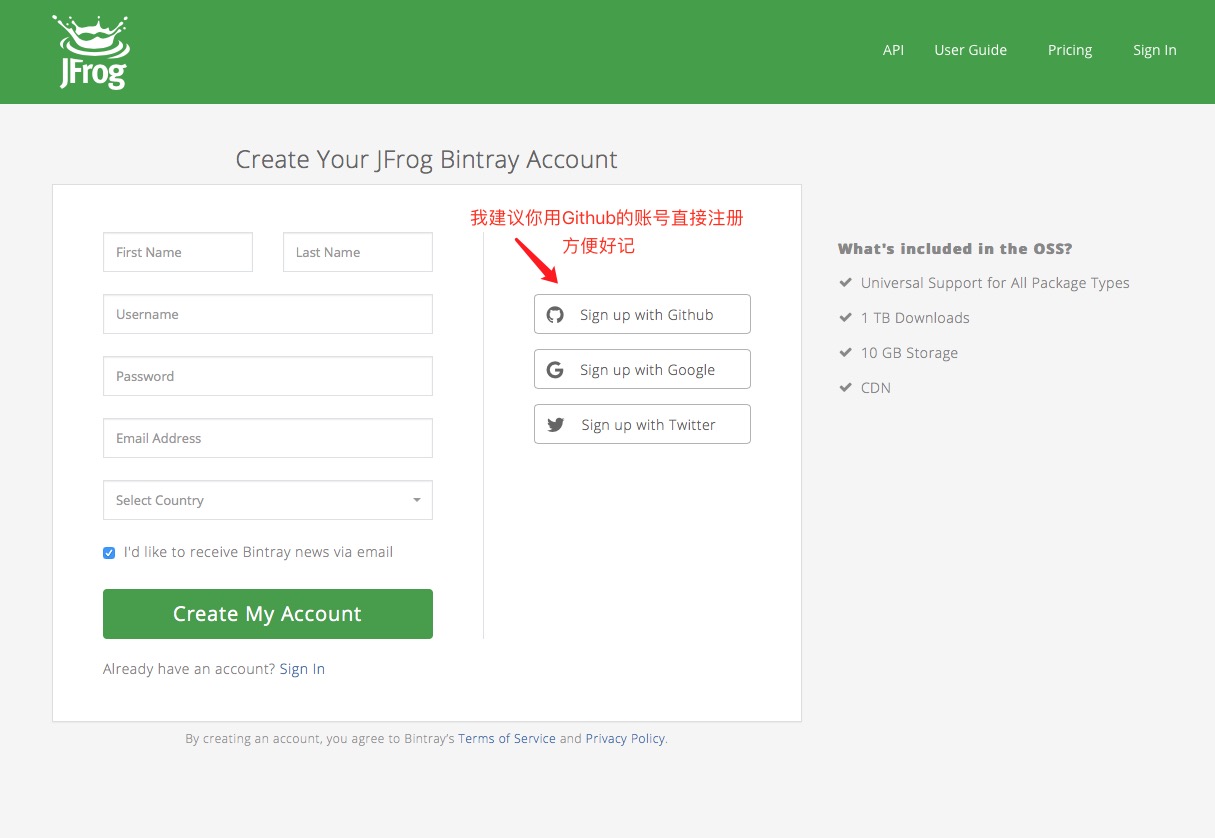 JFrog
API User Guide Pricing Sign In
Create Your JFrog Bintray Account
First Name Last Name
Username
Password
Email Address
Select Country
I'd like to receive Bintray news via email
Create My Account
Already have an account? Sign In
我建议你用Github的账号直接注册
方便好记
Sign up with Github
Sign up with Google
Sign up with Twitter
What's included in the OSS?
Universal Support for All Package Types
1 TB Downloads
10 GB Storage
CDN
By creating an account, you agree to Bintray's Terms of Service and Privacy Policy.